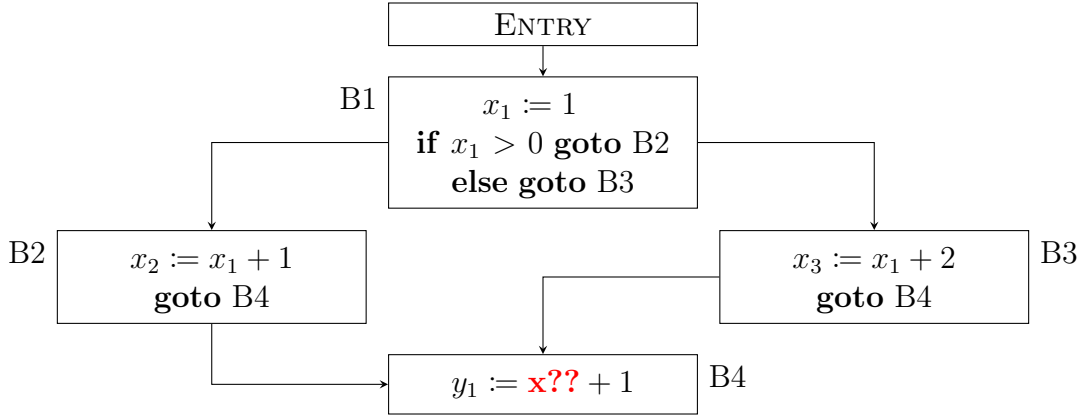 ENTRY
B1
x₁ := 1
if x₁ > 0 goto B2
else goto B3
B2
x₂ := x₁ + 1
goto B4
x₃ := x₁ + 2
goto B4
B3
y₁ := x?? + 1
B4